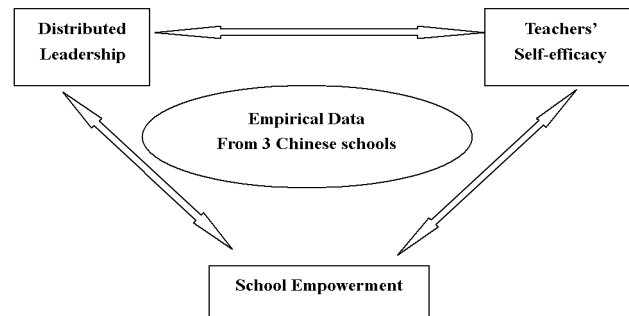 Distributed
Leadership
Teachers’
Self-efficacy
Empirical Data
From 3 Chinese schools
School Empowerment